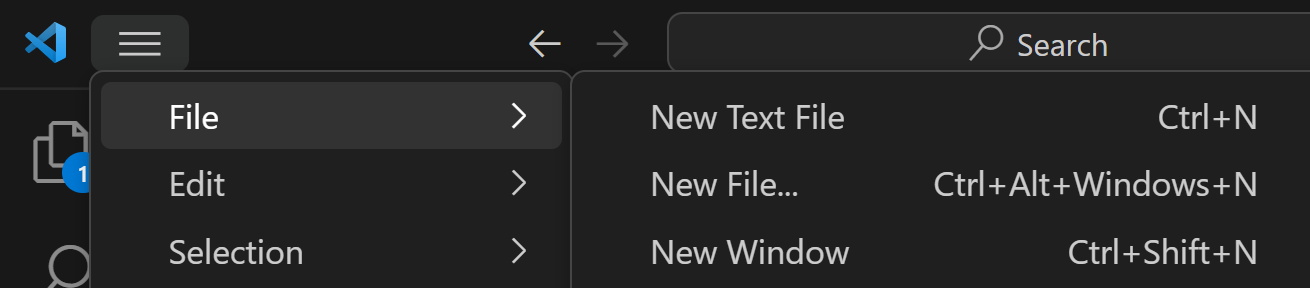 Search
File
New Text File Ctrl+N
1
Edit
New File... Ctrl+Alt+Windows+N
Selection
New Window Ctrl+Shift+N